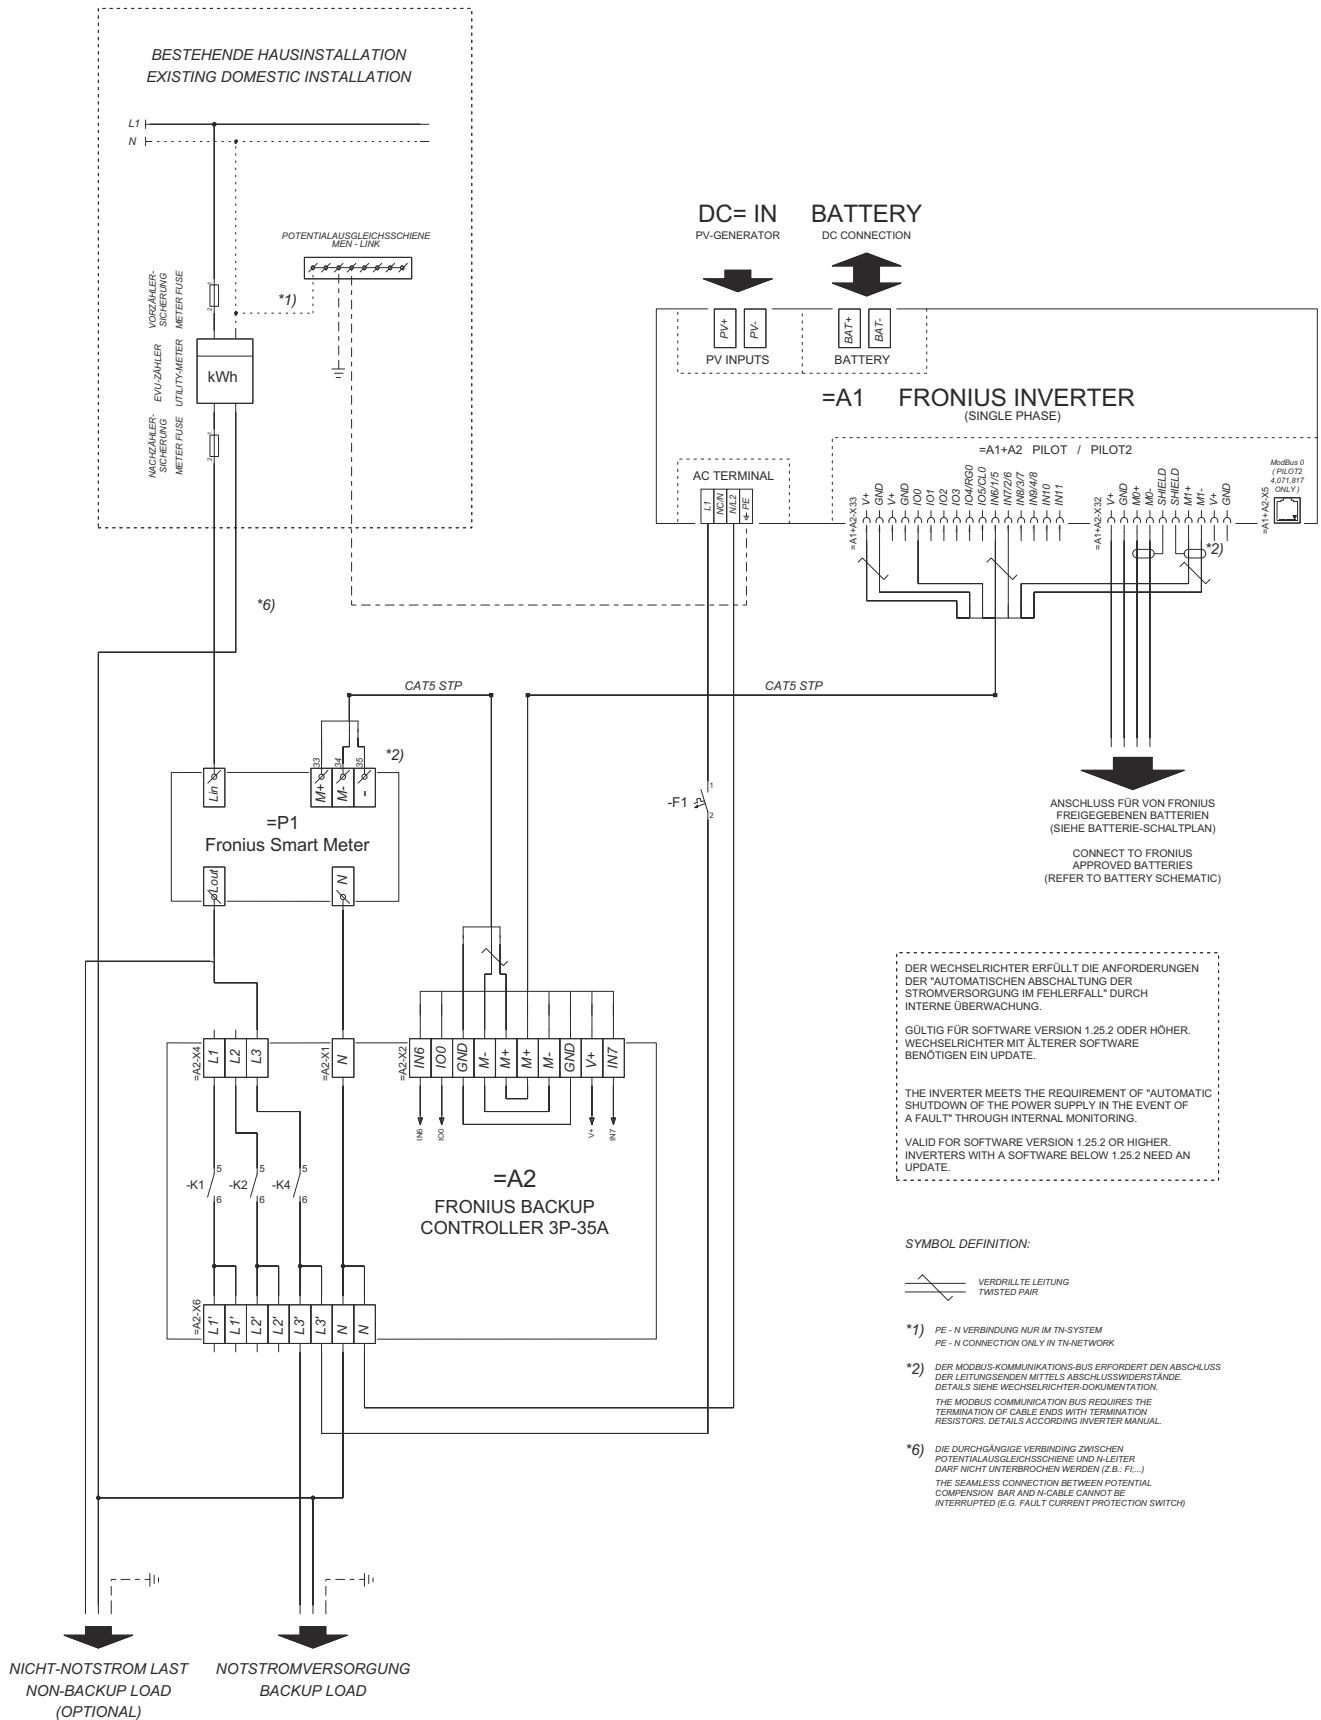 BESTEHENDE HAUSINSTALLATION
EXISTING DOMESTIC INSTALLATION
L1
N
POTENTIALAUSGLEICHSSCHIENE
MEN - LINK
VORZÄHLER-
SICHERUNG
METER FUSE
1
2
*1)
EVU-ZÄHLER
UTILITY-METER
kWh
NACHZÄHLER-
SICHERUNG
METER FUSE
1
2
*6)
DC= IN
PV-GENERATOR
BATTERY
DC CONNECTION
PV+
PV-
PV INPUTS
BAT+
BAT-
BATTERY
=A1 FRONIUS INVERTER
(SINGLE PHASE)
AC TERMINAL
L1
NC/N
N/L2
PE
=A1+A2 PILOT / PILOT2
=A1+A2-X33
V+
GND
V+
GND
IO0
IO1
IO2
IO3
IO4/RG0
IO5/CL0
IN6/1/5
IN7/2/6
IN8/3/7
IN9/4/8
IN10
IN11
=A1+A2-X32
V+
GND
M0+
M0-
SHIELD
SHIELD
M1+
M1-
V+
GND
ModBus 0
( PILOT2
4,071,817
ONLY )
=A1+A2-X5
*2)
CAT5 STP
CAT5 STP
Lin
33
34
35
M+
M-
-
*2)
=P1
Fronius Smart Meter
Lout
N
-F1
1
2
ANSCHLUSS FÜR VON FRONIUS
FREIGEGEBENEN BATTERIEN
(SIEHE BATTERIE-SCHALTPLAN)
CONNECT TO FRONIUS
APPROVED BATTERIES
(REFER TO BATTERY SCHEMATIC)
=A2-X4
L1
L2
L3
=A2-X1
N
=A2-X2
IN6
IO0
GND
M-
M+
M+
M-
GND
V+
IN7
IN6
IO0
V+
IN7
-K1
5
6
-K2
5
6
-K4
5
6
=A2
FRONIUS BACKUP
CONTROLLER 3P-35A
=A2-X6
L1'
L1'
L2'
L2'
L3'
L3'
N
N
DER WECHSELRICHTER ERFÜLLT DIE ANFORDERUNGEN
DER "AUTOMATISCHEN ABSCHALTUNG DER
STROMVERSORGUNG IM FEHLERFALL" DURCH
INTERNE ÜBERWACHUNG.
GÜLTIG FÜR SOFTWARE VERSION 1.25.2 ODER HÖHER.
WECHSELRICHTER MIT ÄLTERER SOFTWARE
BENÖTIGEN EIN UPDATE.
THE INVERTER MEETS THE REQUIREMENT OF "AUTOMATIC
SHUTDOWN OF THE POWER SUPPLY IN THE EVENT OF
A FAULT" THROUGH INTERNAL MONITORING.
VALID FOR SOFTWARE VERSION 1.25.2 OR HIGHER.
INVERTERS WITH A SOFTWARE BELOW 1.25.2 NEED AN
UPDATE.
SYMBOL DEFINITION:
VERDRILLTE LEITUNG
TWISTED PAIR
*1) PE - N VERBINDUNG NUR IM TN-SYSTEM
PE - N CONNECTION ONLY IN TN-NETWORK
*2) DER MODBUS-KOMMUNIKATIONS-BUS ERFORDERT DEN ABSCHLUSS
DER LEITUNGSENDEN MITTELS ABSCHLUSSWIDERSTÄNDE.
DETAILS SIEHE WECHSELRICHTER-DOKUMENTATION.
THE MODBUS COMMUNICATION BUS REQUIRES THE
TERMINATION OF CABLE ENDS WITH TERMINATION
RESISTORS. DETAILS ACCORDING INVERTER MANUAL.
*6) DIE DURCHGÄNGIGE VERBINDING ZWISCHEN
POTENTIALAUSGLEICHSSCHIENE UND N-LEITER
DARF NICHT UNTERBROCHEN WERDEN (Z.B.: FI;...)
THE SEAMLESS CONNECTION BETWEEN POTENTIAL
COMPENSION BAR AND N-CABLE CANNOT BE
INTERRUPTED (E.G. FAULT CURRENT PROTECTION SWITCH)
NICHT-NOTSTROM LAST
NON-BACKUP LOAD
(OPTIONAL)
NOTSTROMVERSORGUNG
BACKUP LOAD